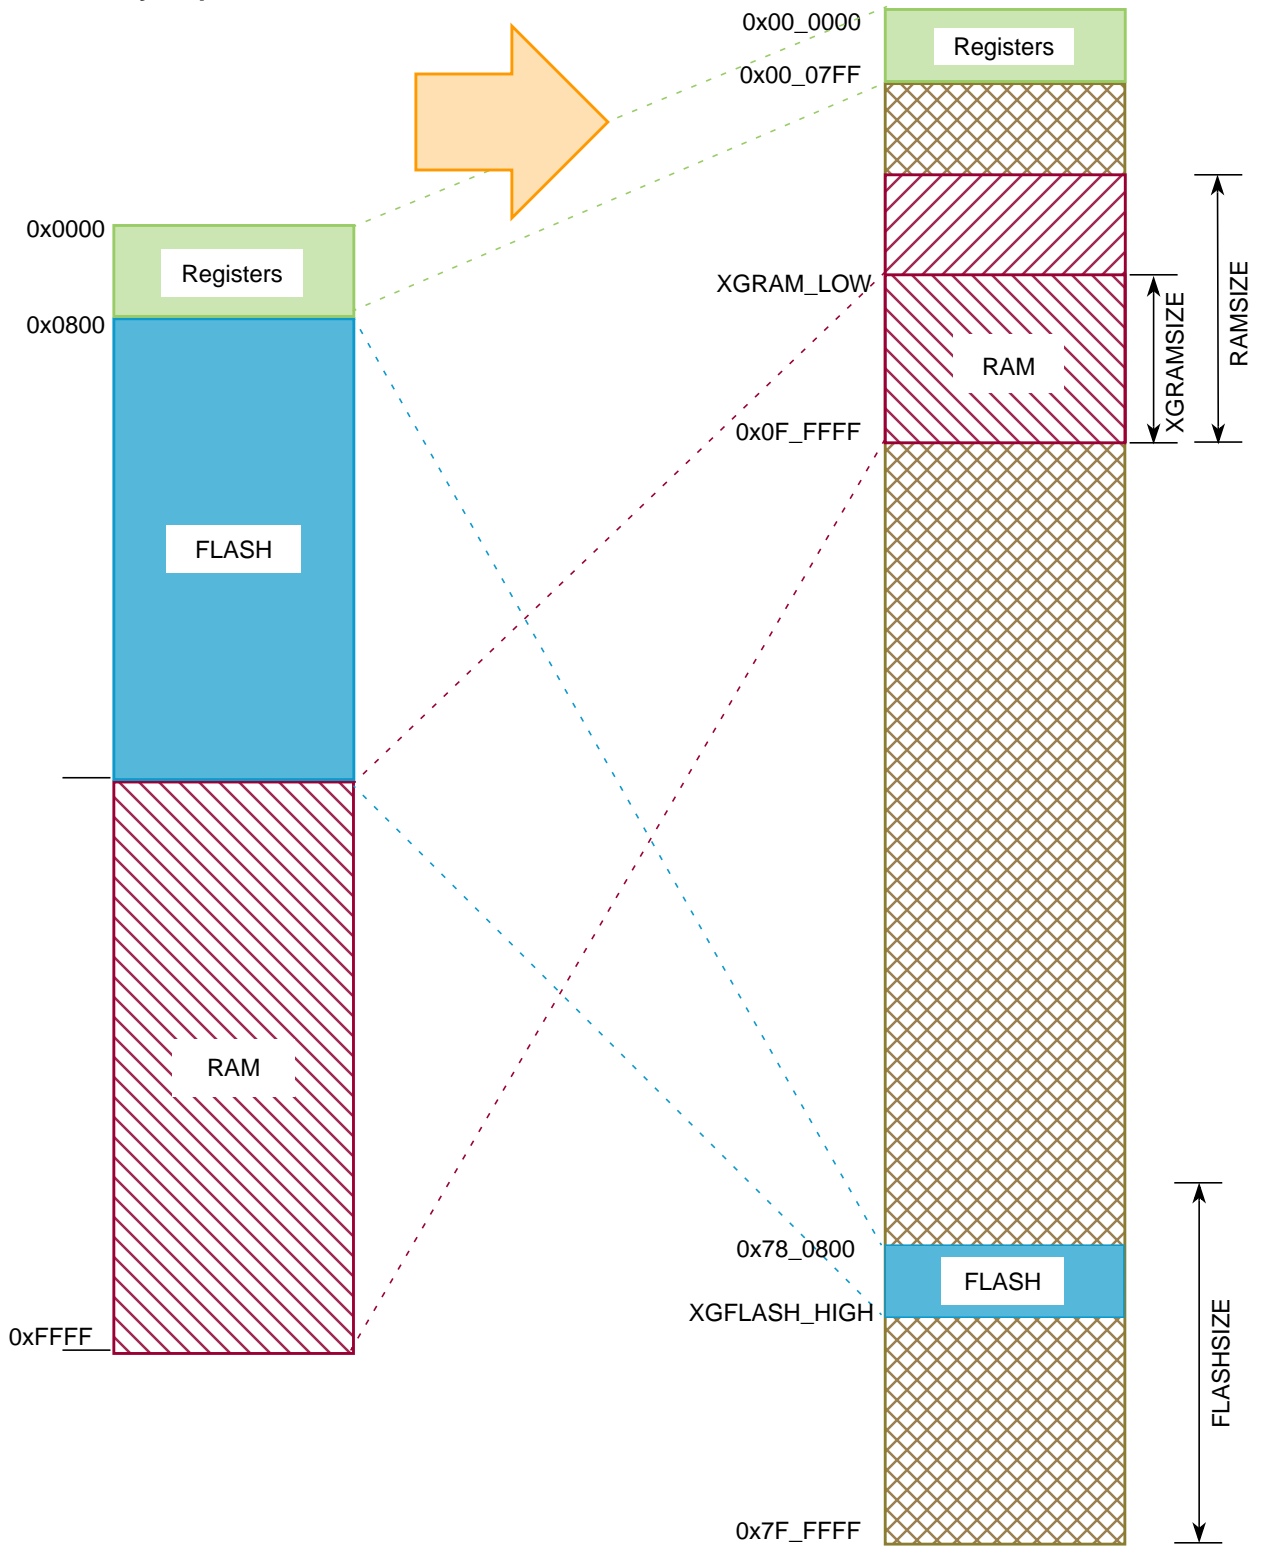 0x00_0000
Registers
0x00_07FF
0x0000
Registers
0x0800
XGRAM_LOW
RAM
XGRAMSIZE
RAMSIZE
0x0F_FFFF
FLASH
RAM
0xFFFF
0x78_0800
FLASH
XGFLASH_HIGH
FLASHSIZE
0x7F_FFFF